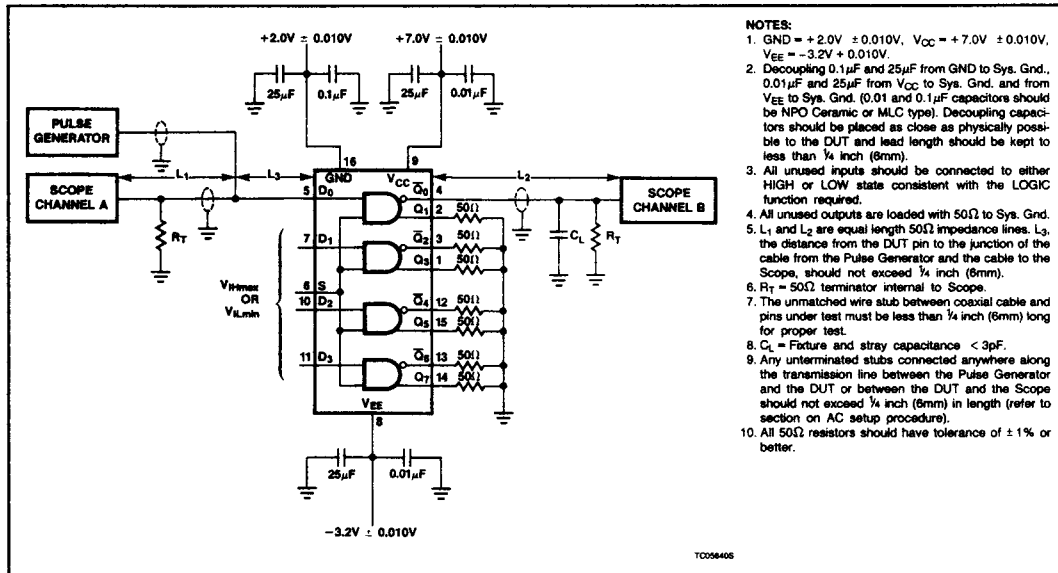 +2.0V ± 0.010V
+7.0V ± 0.010V
25μF
0.1μF
25μF
0.01μF
PULSE
GENERATOR
SCOPE
CHANNEL A
L1
L3
RT
16
GND
9
VCC
5 D0
Q̅0 4
Q1 2
50Ω
7 D1
Q̅2 3
50Ω
Q3 1
50Ω
6 S
10 D2
Q̅4 12
50Ω
Q5 15
50Ω
11 D3
Q̅6 13
50Ω
Q7 14
50Ω
VEE
8
VIHmax
OR
VILmin
L2
SCOPE
CHANNEL B
CL
RT
25μF
0.01μF
−3.2V ± 0.010V
TC05640S
NOTES:
1. GND = +2.0V ±0.010V, VCC = +7.0V ±0.010V,
VEE = −3.2V + 0.010V.
2. Decoupling 0.1μF and 25μF from GND to Sys. Gnd.,
0.01μF and 25μF from VCC to Sys. Gnd. and from
VEE to Sys. Gnd. (0.01 and 0.1μF capacitors should
be NPO Ceramic or MLC type). Decoupling capaci-
tors should be placed as close as physically possi-
ble to the DUT and lead length should be kept to
less than ¼ inch (6mm).
3. All unused inputs should be connected to either
HIGH or LOW state consistent with the LOGIC
function required.
4. All unused outputs are loaded with 50Ω to Sys. Gnd.
5. L1 and L2 are equal length 50Ω impedance lines. L3,
the distance from the DUT pin to the junction of the
cable from the Pulse Generator and the cable to the
Scope, should not exceed ¼ inch (6mm).
6. RT = 50Ω terminator internal to Scope.
7. The unmatched wire stub between coaxial cable and
pins under test must be less than ¼ inch (6mm) long
for proper test.
8. CL = Fixture and stray capacitance < 3pF.
9. Any unterminated stubs connected anywhere along
the transmission line between the Pulse Generator
and the DUT or between the DUT and the Scope
should not exceed ¼ inch (6mm) in length (refer to
section on AC setup procedure).
10. All 50Ω resistors should have tolerance of ±1% or
better.